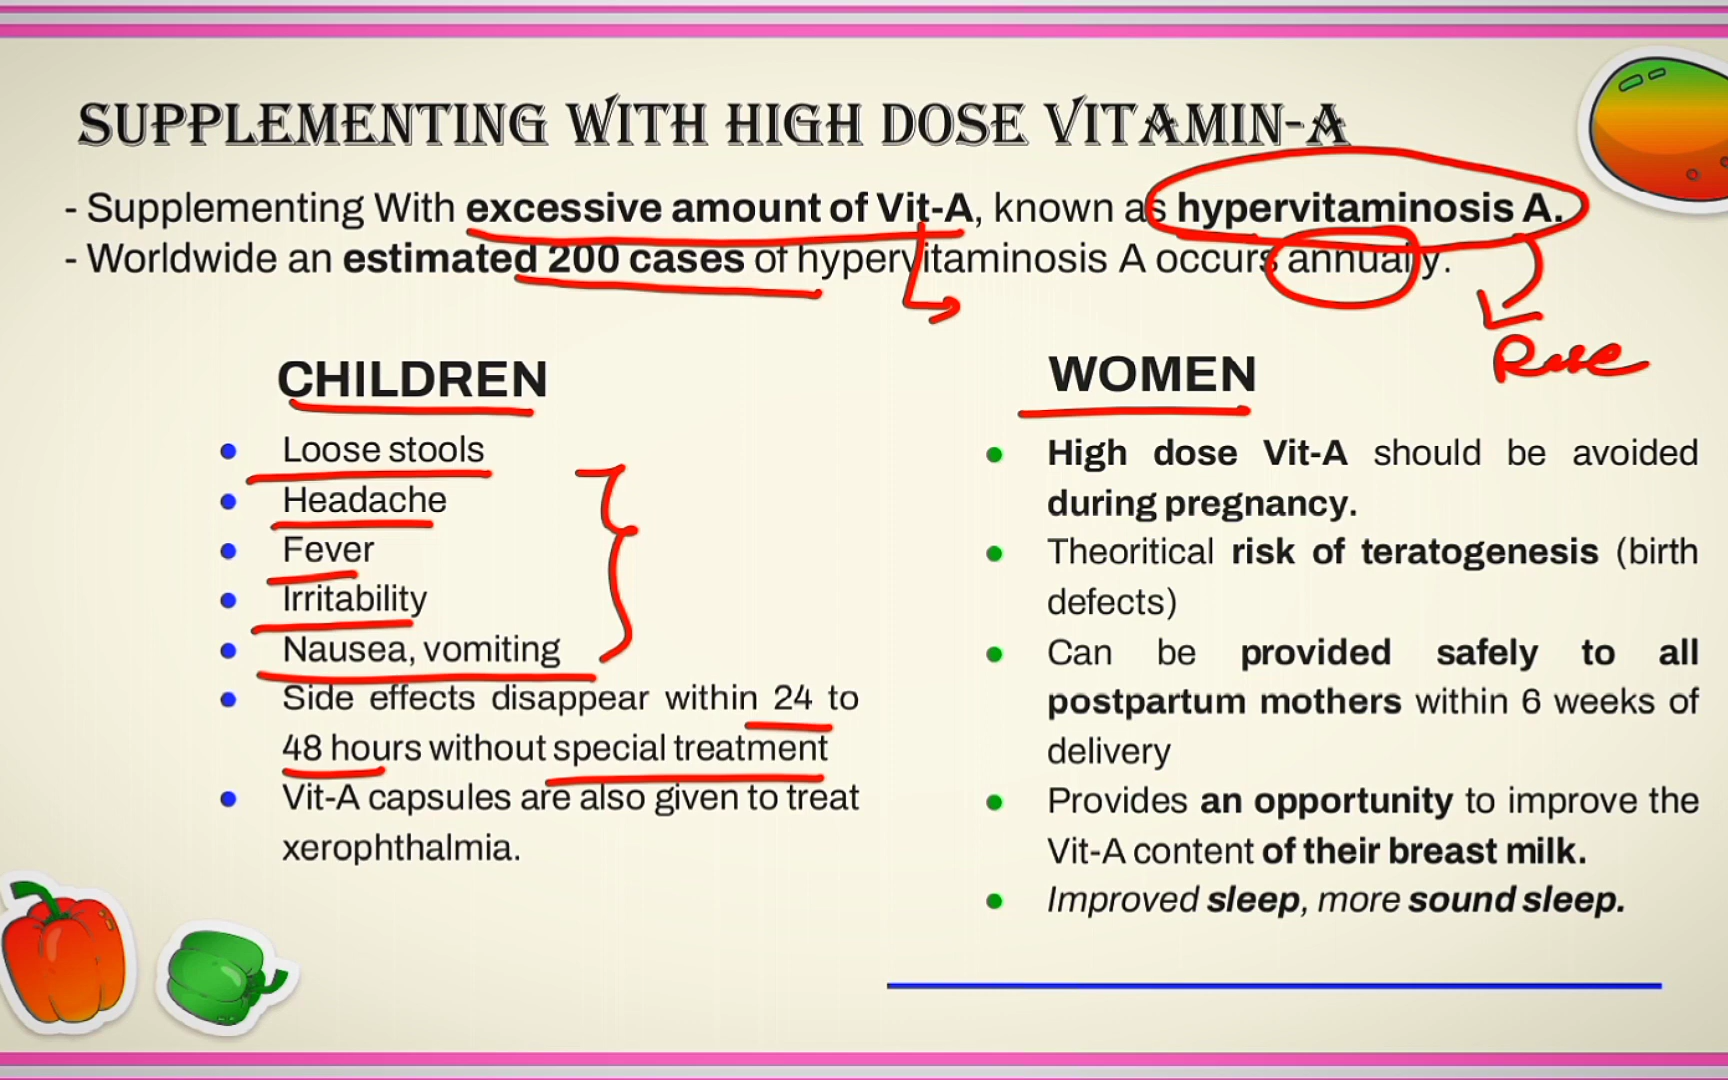 SUPPLEMENTING WITH HIGH DOSE VITAMIN-A
- Supplementing With excessive amount of Vit-A, known as hypervitaminosis A.
- Worldwide an estimated 200 cases of hypervitaminosis A occurs annually.
Rare
CHILDREN
• Loose stools
• Headache
• Fever
• Irritability
• Nausea, vomiting
• Side effects disappear within 24 to
48 hours without special treatment
• Vit-A capsules are also given to treat
xerophthalmia.
WOMEN
• High dose Vit-A should be avoided
during pregnancy.
• Theoritical risk of teratogenesis (birth
defects)
• Can be provided safely to all
postpartum mothers within 6 weeks of
delivery
• Provides an opportunity to improve the
Vit-A content of their breast milk.
• Improved sleep, more sound sleep.